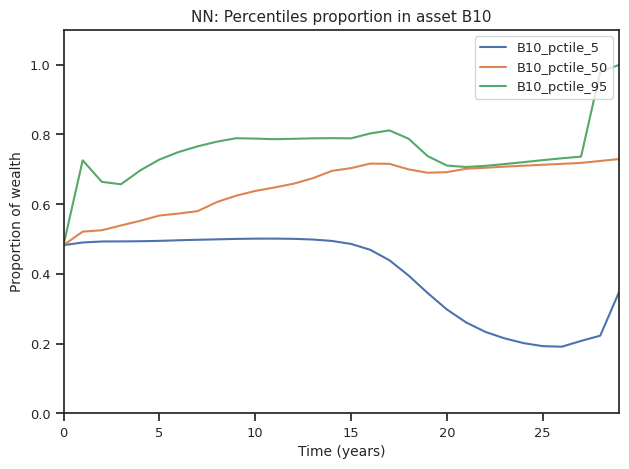 NN: Percentiles proportion in asset B10
Proportion of wealth
1.0
0.8
0.6
0.4
0.2
0.0
B10_pctile_5
B10_pctile_50
B10_pctile_95
0 5 10 15 20 25
Time (years)